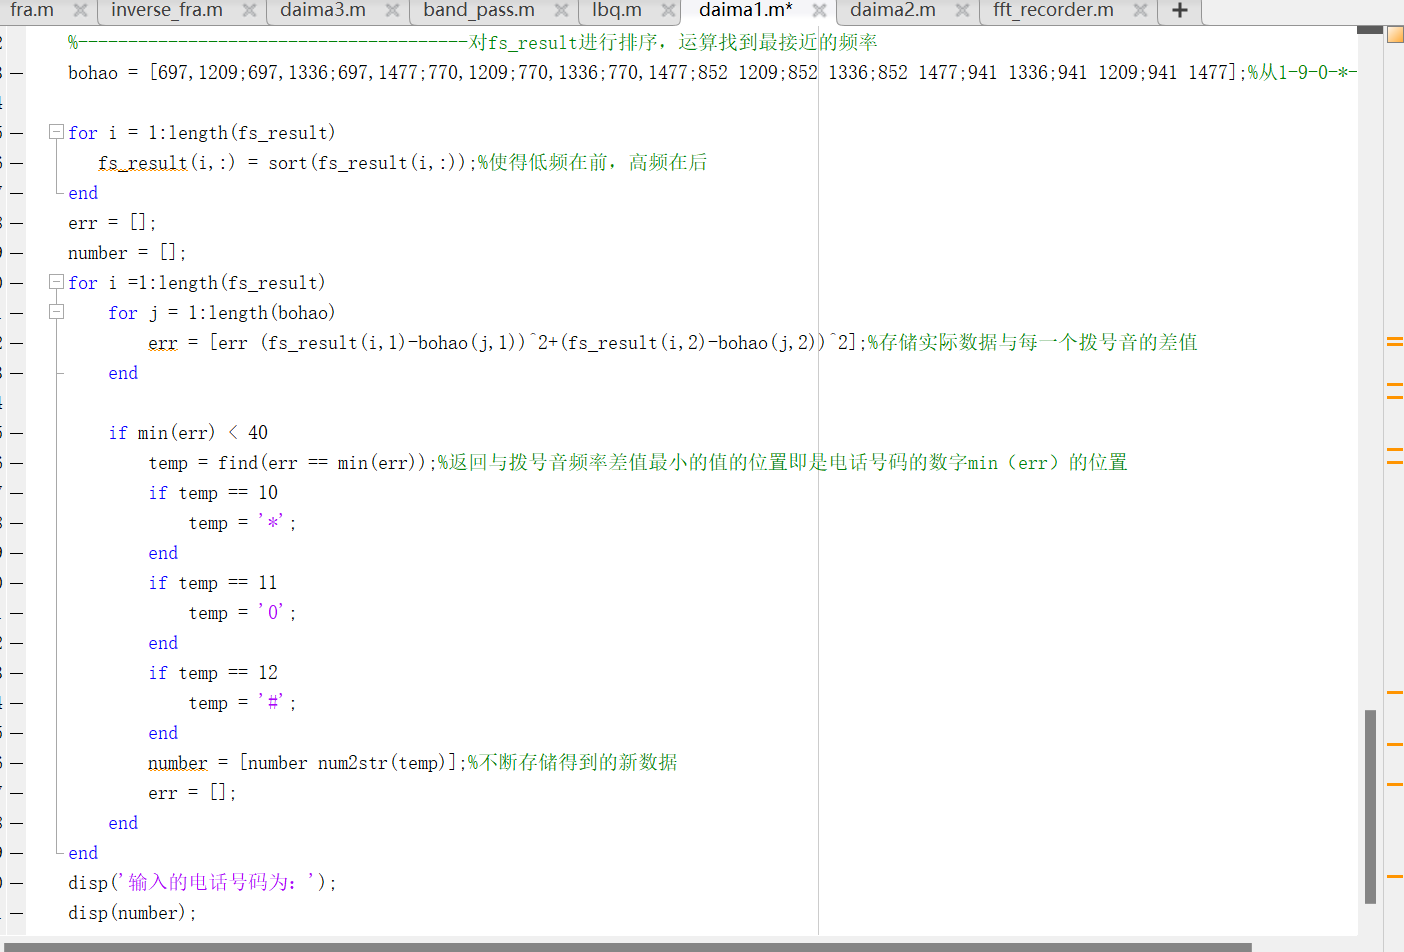 fra.m inverse_fra.m daima3.m band_pass.m lbq.m daima1.m* daima2.m fft_recorder.m +
%---------------------------------------对fs_result进行排序，运算找到最接近的频率
bohao = [697,1209;697,1336;697,1477;770,1209;770,1336;770,1477;852 1209;852 1336;852 1477;941 1336;941 1209;941 1477];%从1-9-0-*-
for i = 1:length(fs_result)
fs_result(i,:) = sort(fs_result(i,:));%使得低频在前，高频在后
end
err = [];
number = [];
for i =1:length(fs_result)
for j = 1:length(bohao)
err = [err (fs_result(i,1)-bohao(j,1))^2+(fs_result(i,2)-bohao(j,2))^2];%存储实际数据与每一个拨号音的差值
end
if min(err) < 40
temp = find(err == min(err));%返回与拨号音频率差值最小的值的位置即是电话号码的数字min（err）的位置
if temp == 10
temp = '*';
end
if temp == 11
temp = '0';
end
if temp == 12
temp = '#';
end
number = [number num2str(temp)];%不断存储得到的新数据
err = [];
end
end
disp('输入的电话号码为：');
disp(number);